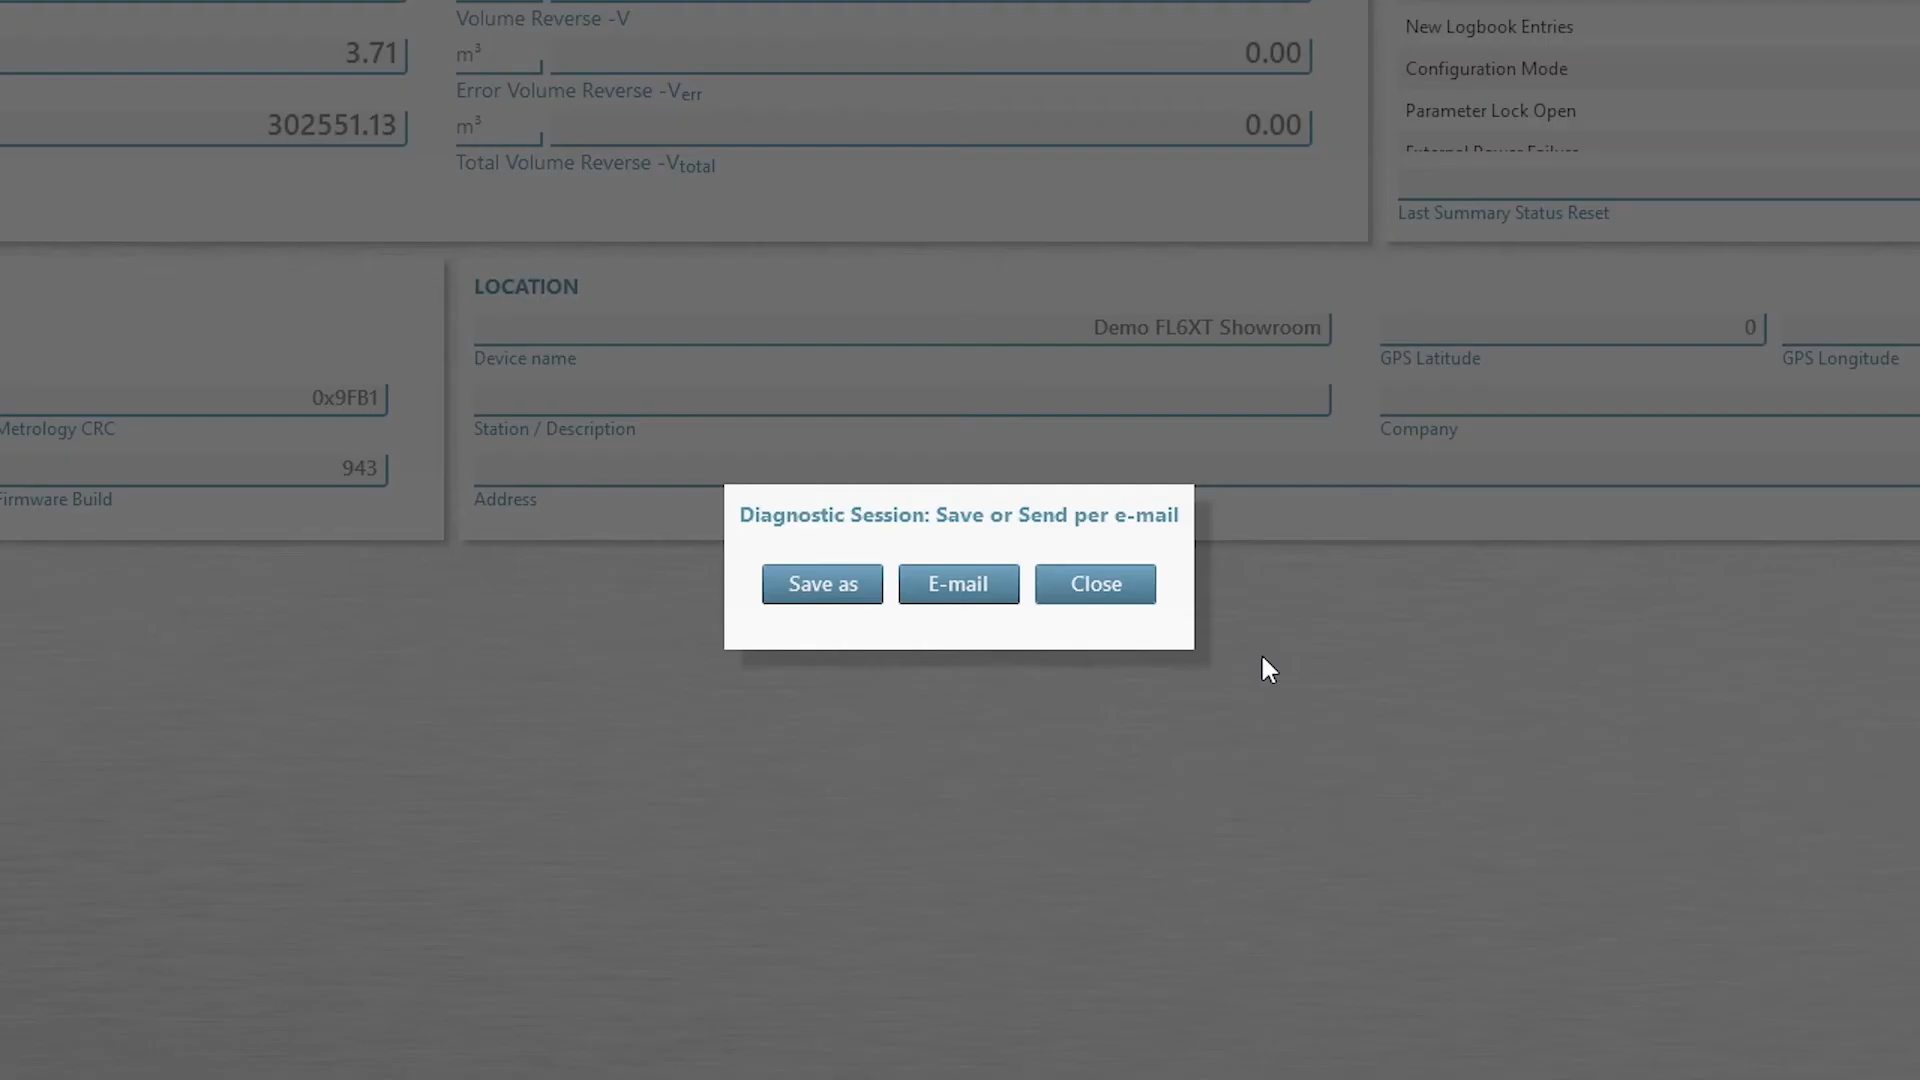 Volume Reverse -V
New Logbook Entries
3.71
m³
0.00
Configuration Mode
Error Volume Reverse -Verr
Parameter Lock Open
302551.13
m³
0.00
External Power Failure
Total Volume Reverse -Vtotal
Last Summary Status Reset
LOCATION
Demo FL6XT Showroom
0
Device name
GPS Latitude
GPS Longitude
0x9FB1
Metrology CRC
Station / Description
Company
943
Firmware Build
Address
Diagnostic Session: Save or Send per e-mail
Save as
E-mail
Close